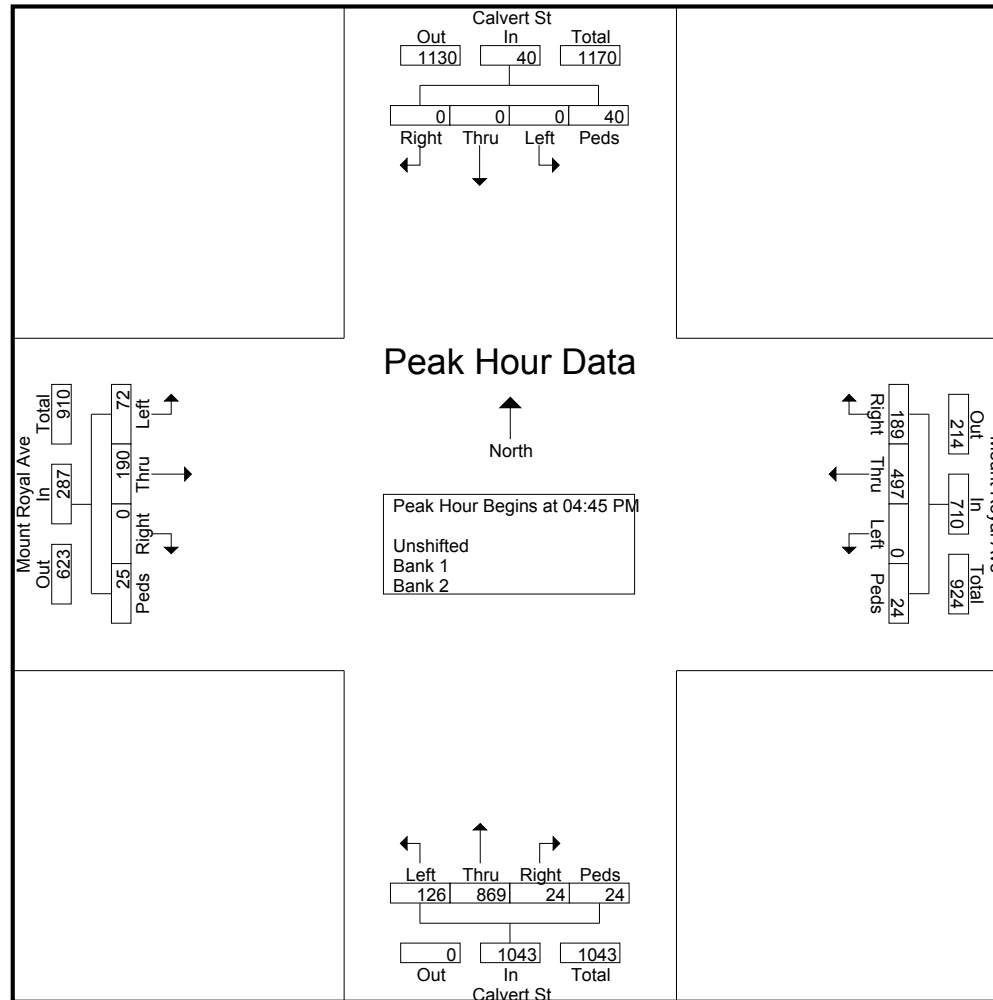 Calvert St
Out In Total
1130 40 1170
0 0 0 40
Right Thru Left Peds
Peak Hour Data
North
Peak Hour Begins at 04:45 PM
Unshifted
Bank 1
Bank 2
Mount Royal Ave
Out In Total
623 287 910
72 190 0 25
Left Thru Right Peds
Right Thru Left Peds
189 497 0 24
Out In Total
214 710 924
Left Thru Right Peds
126 869 24 24
0 1043 1043
Out In Total
Calvert St